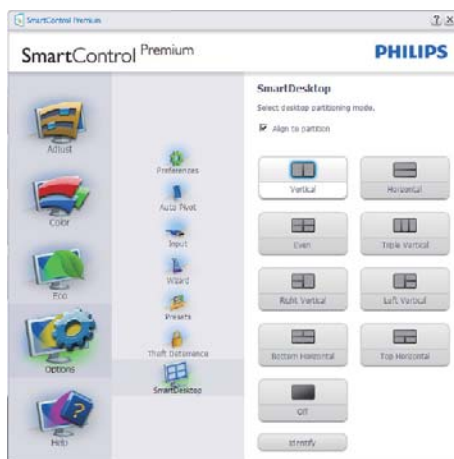 SmartControl Premium
SmartControl Premium
PHILIPS
Adjust
Color
Eco
Options
Help
Preferences
Auto Pivot
Input
Wizard
Presets
Theft Deterrence
SmartDesktop
SmartDesktop
Select desktop partitioning mode.
Align to partition
Vertical
Horizontal
Even
Triple Vertical
Right Vertical
Left Vertical
Bottom Horizontal
Top Horizontal
Off
Identify